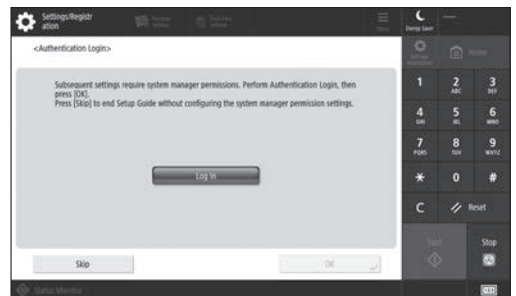 Settings/Registr
ation
Energy Saver
<Authentication Login>
Home
Subsequent settings require system manager permissions. Perform Authentication Login, then
press [OK].
Press [Skip] to end Setup Guide without configuring the system manager permission settings.
1
2
ABC
3
DEF
4
GHI
5
JKL
6
MNO
7
PQRS
8
TUV
9
WXYZ
Log In
*
0
#
C
Reset
Start
Stop
Skip
OK
Status Monitor